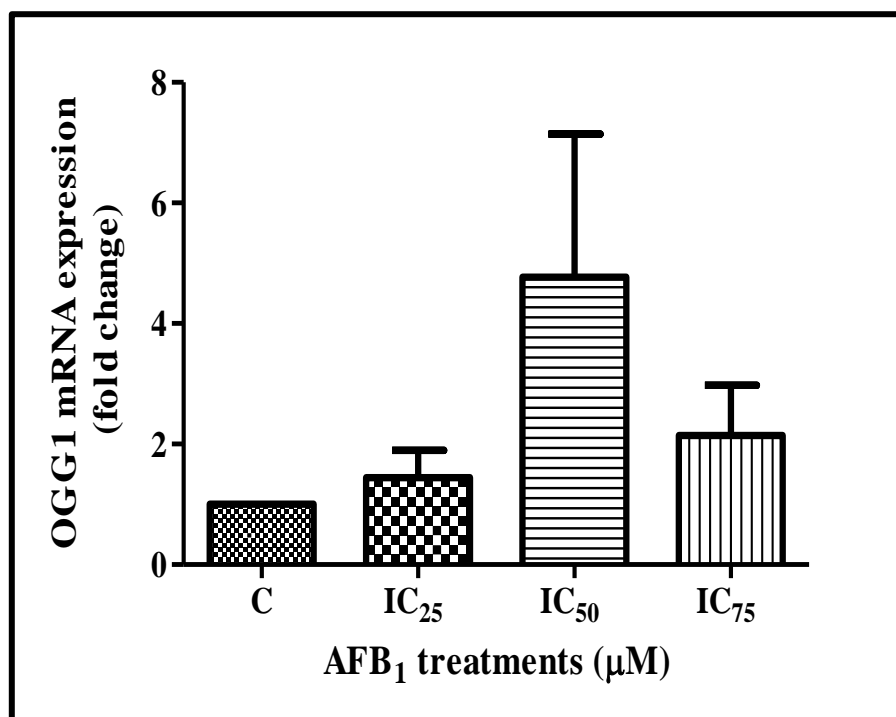 OGG1 mRNA expression
(fold change)
8
6
4
2
0
C IC₂₅ IC₅₀ IC₇₅
AFB₁ treatments (μM)